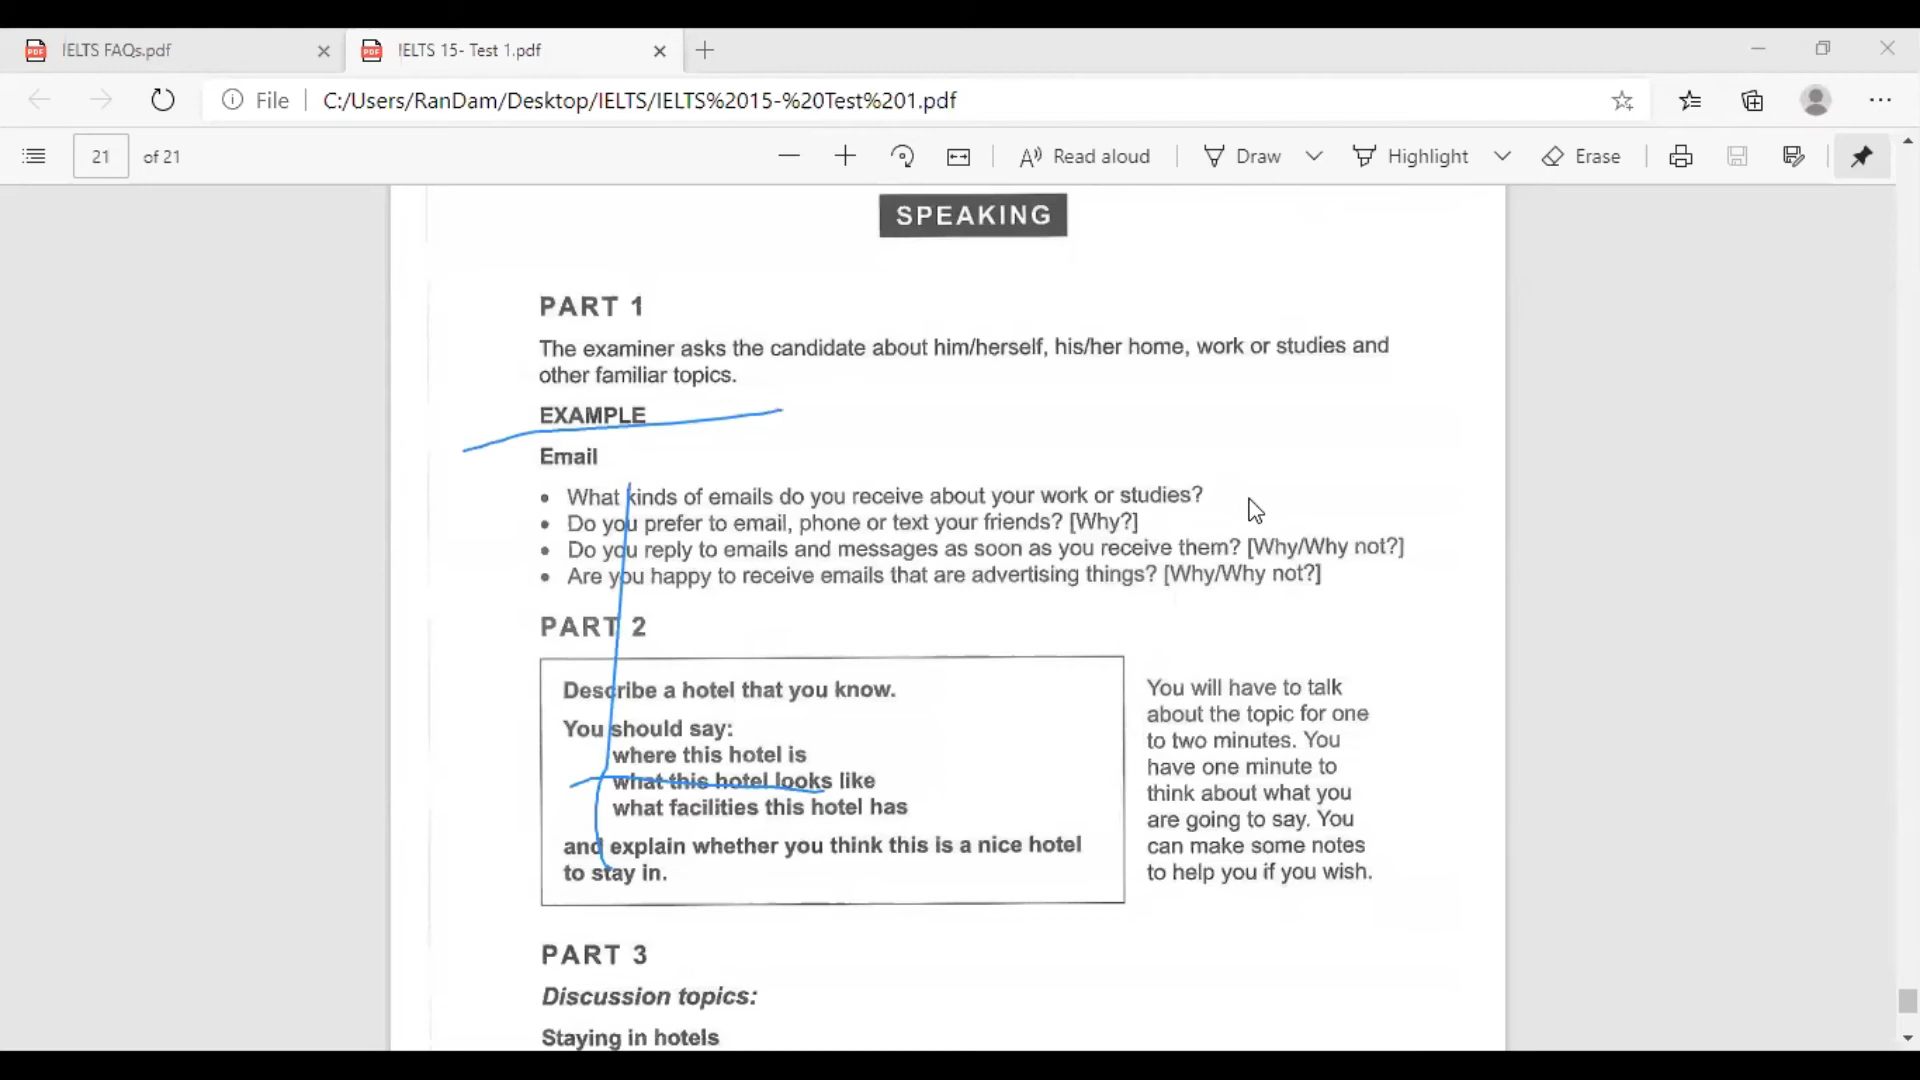 IELTS FAQs.pdf
IELTS 15- Test 1.pdf
File
C:/Users/RanDam/Desktop/IELTS/IELTS%2015-%20Test%201.pdf
21 of 21
Read aloud
Draw
Highlight
Erase
SPEAKING
PART 1
The examiner asks the candidate about him/herself, his/her home, work or studies and
other familiar topics.
EXAMPLE
Email
• What kinds of emails do you receive about your work or studies?
• Do you prefer to email, phone or text your friends? [Why?]
• Do you reply to emails and messages as soon as you receive them? [Why/Why not?]
• Are you happy to receive emails that are advertising things? [Why/Why not?]
PART 2
Describe a hotel that you know.
You should say:
where this hotel is
what this hotel looks like
what facilities this hotel has
and explain whether you think this is a nice hotel
to stay in.
You will have to talk
about the topic for one
to two minutes. You
have one minute to
think about what you
are going to say. You
can make some notes
to help you if you wish.
PART 3
Discussion topics:
Staying in hotels